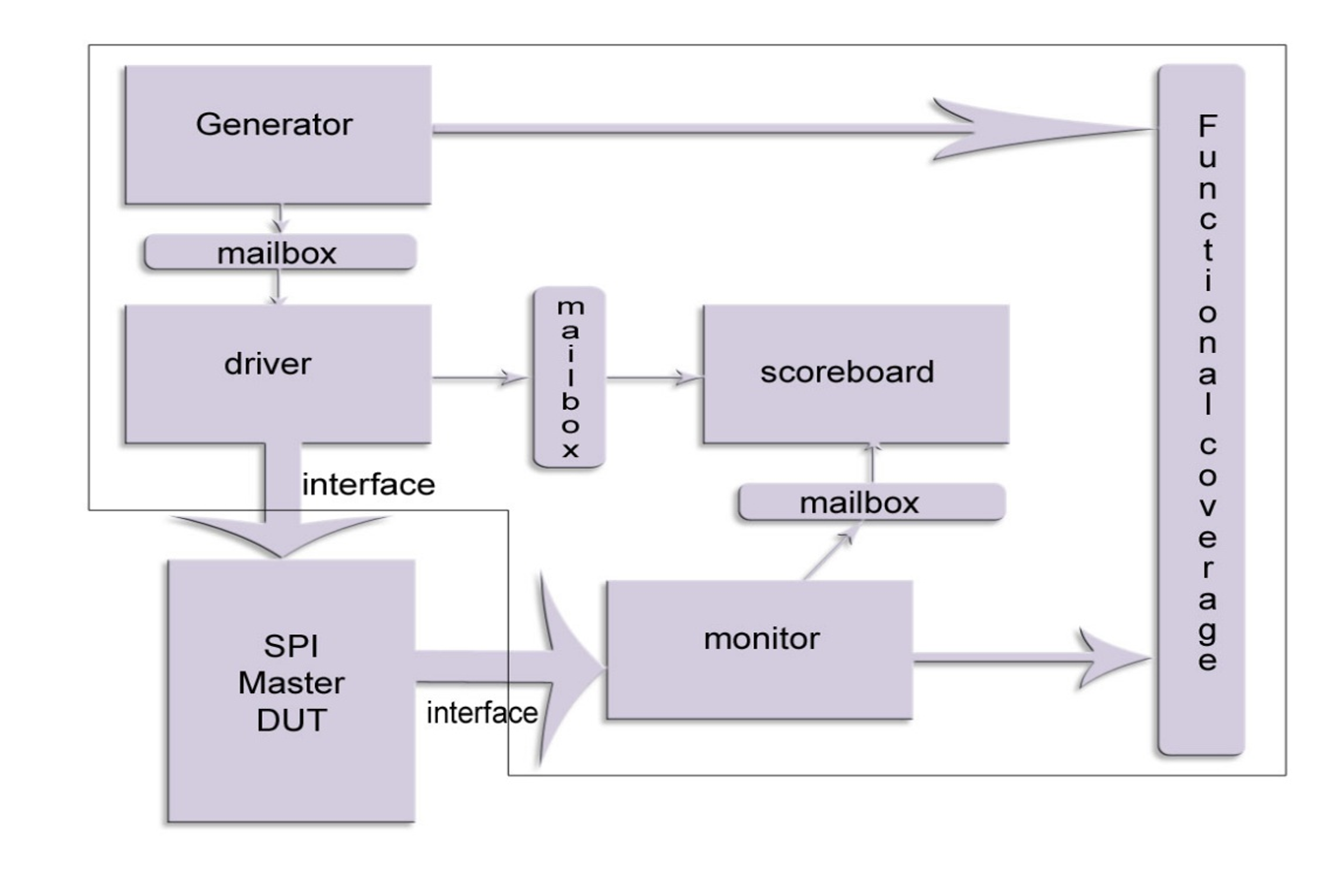 Generator
mailbox
driver
mailbox
scoreboard
interface
mailbox
SPI
Master
DUT
interface
monitor
Functional coverage